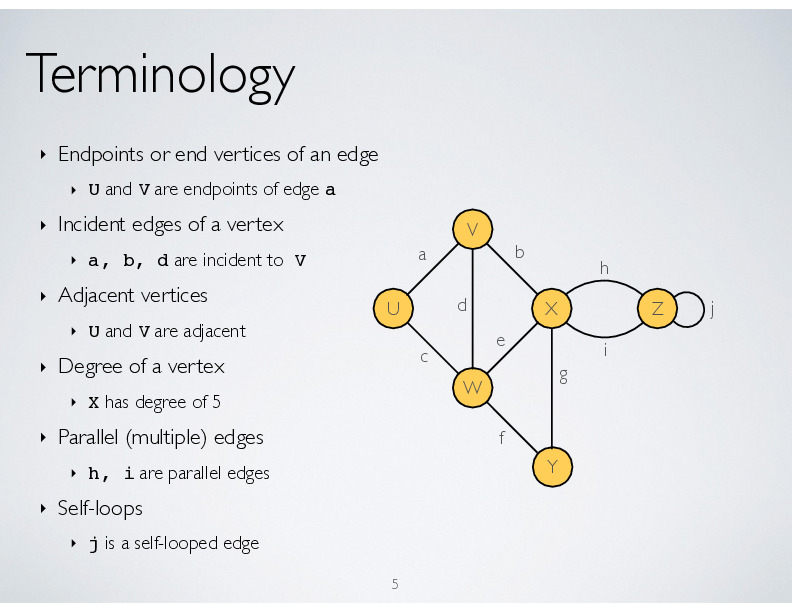 Terminology
‣ Endpoints or end vertices of an edge
‣ U and V are endpoints of edge a
‣ Incident edges of a vertex
‣ a, b, d are incident to V
‣ Adjacent vertices
‣ U and V are adjacent
‣ Degree of a vertex
‣ X has degree of 5
‣ Parallel (multiple) edges
‣ h, i are parallel edges
‣ Self-loops
‣ j is a self-looped edge
V
a
b
h
U
d
X
Z
j
e
i
c
g
W
f
Y
5